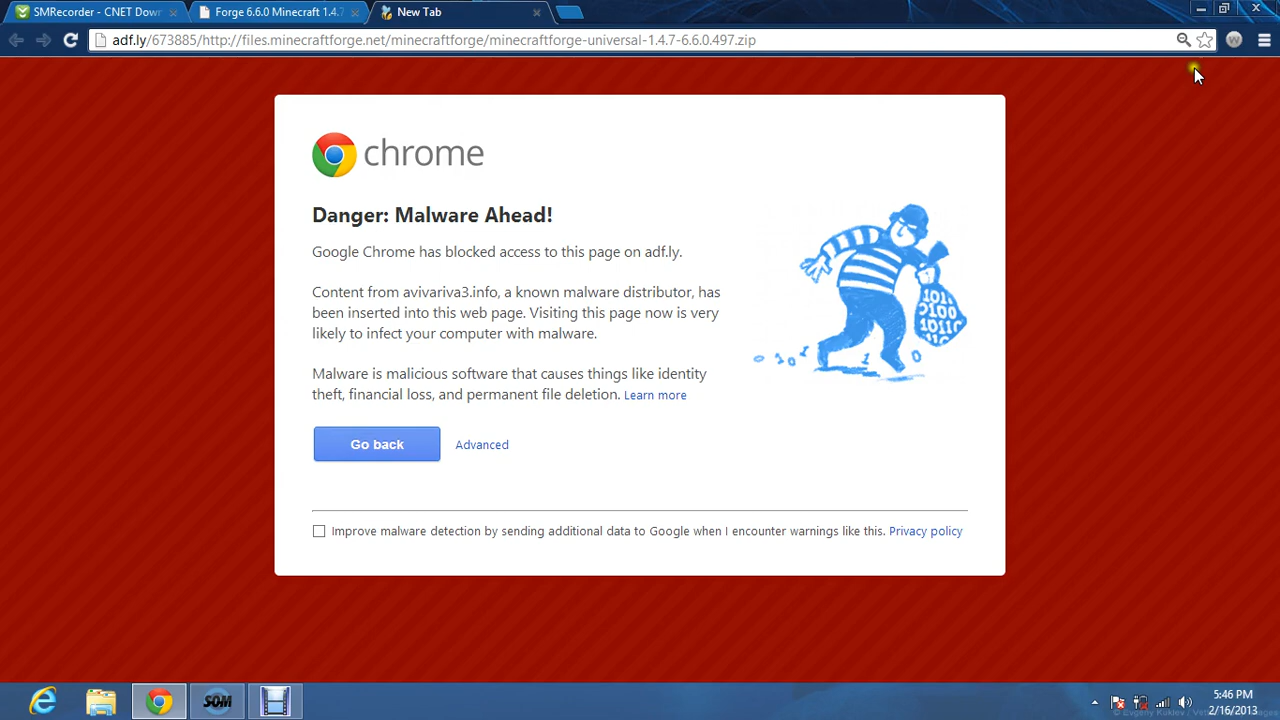 SMRecorder - CNET Down
Forge 6.6.0 Minecraft 1.4.7
New Tab
adf.ly/673885/http://files.minecraftforge.net/minecraftforge/minecraftforge-universal-1.4.7-6.6.0.497.zip
W
chrome
Danger: Malware Ahead!
Google Chrome has blocked access to this page on adf.ly.
Content from avivariva3.info, a known malware distributor, has
been inserted into this web page. Visiting this page now is very
likely to infect your computer with malware.
Malware is malicious software that causes things like identity
theft, financial loss, and permanent file deletion. Learn more
Go back
Advanced
Improve malware detection by sending additional data to Google when I encounter warnings like this. Privacy policy
SOM
5:46 PM
2/16/2013